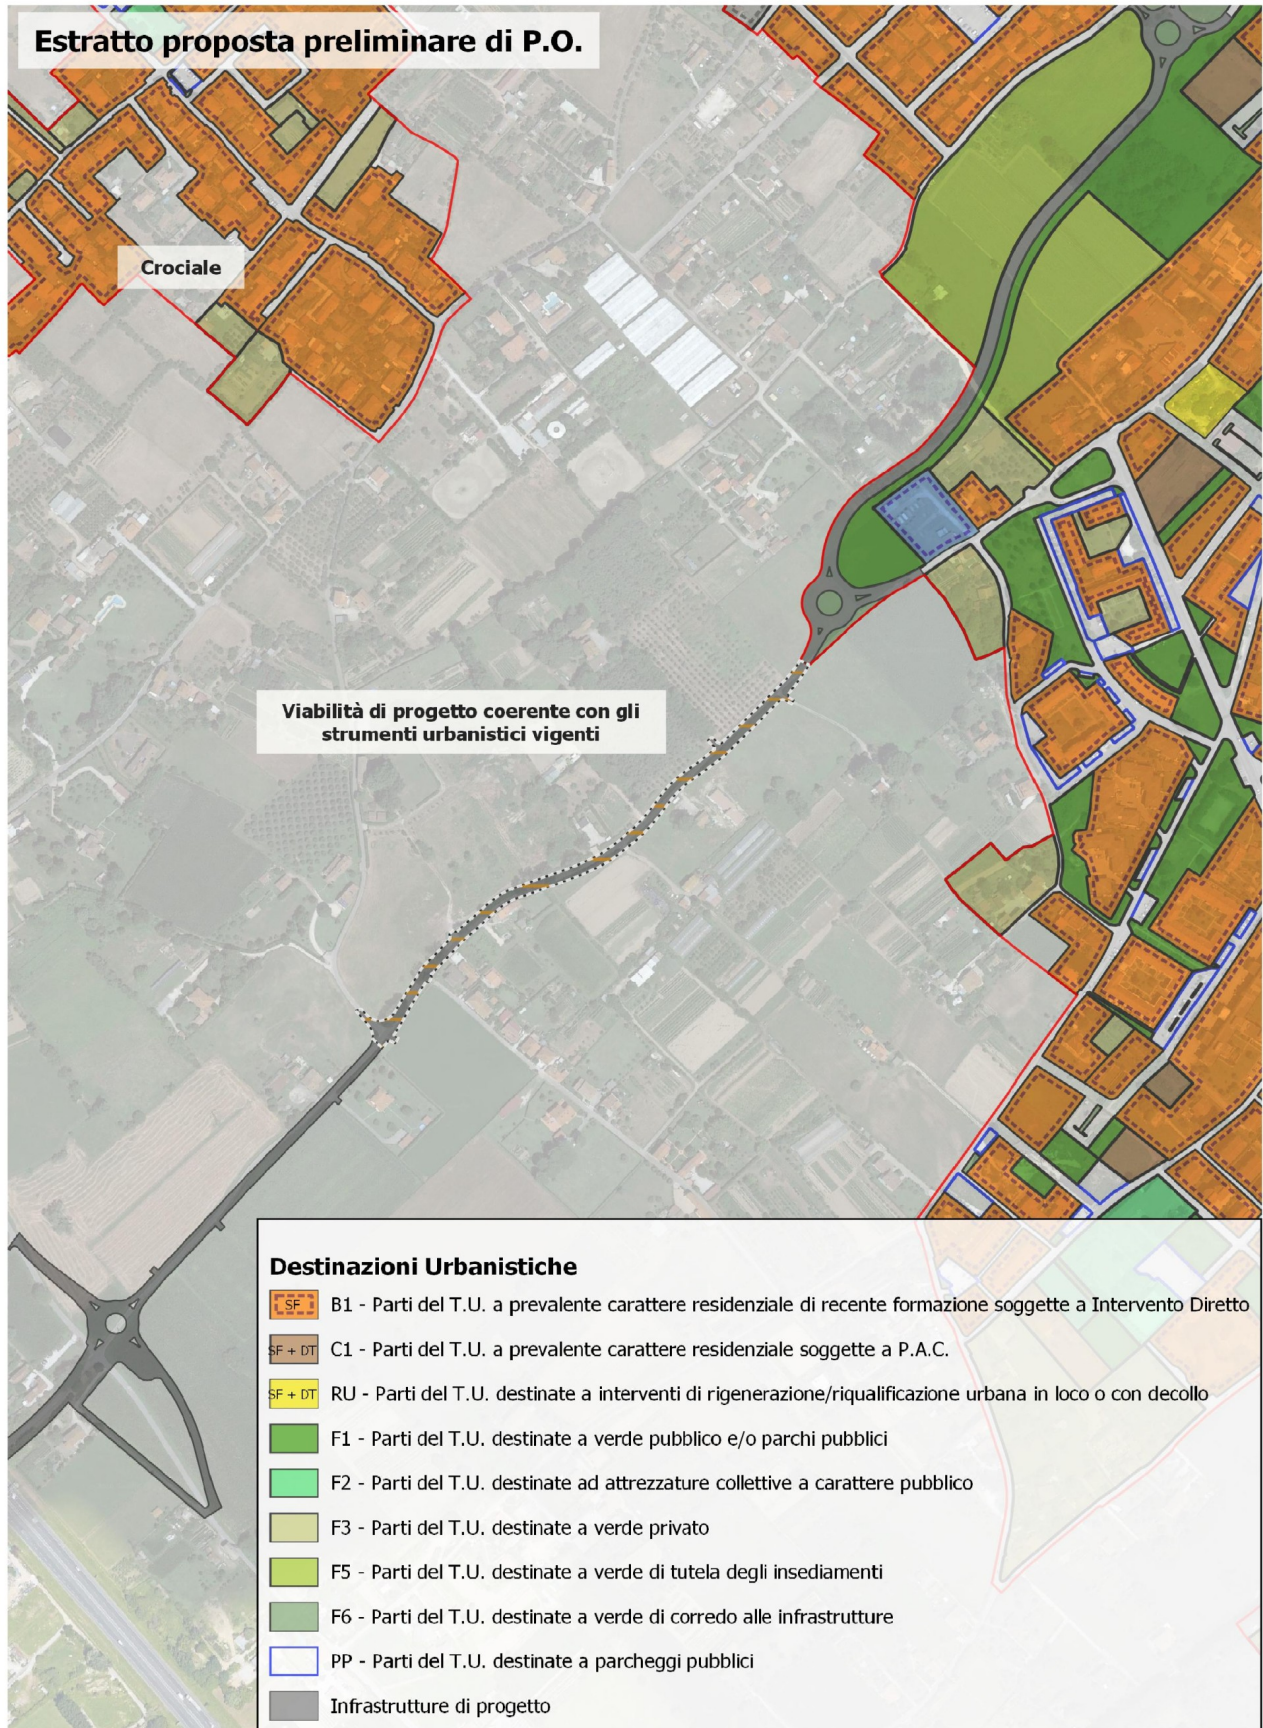 Estratto proposta preliminare di P.O.
Crociale
Viabilità di progetto coerente con gli
strumenti urbanistici vigenti
Destinazioni Urbanistiche
SF B1 - Parti del T.U. a prevalente carattere residenziale di recente formazione soggette a Intervento Diretto
SF + DT C1 - Parti del T.U. a prevalente carattere residenziale soggette a P.A.C.
SF + DT RU - Parti del T.U. destinate a interventi di rigenerazione/riqualificazione urbana in loco o con decollo
F1 - Parti del T.U. destinate a verde pubblico e/o parchi pubblici
F2 - Parti del T.U. destinate ad attrezzature collettive a carattere pubblico
F3 - Parti del T.U. destinate a verde privato
F5 - Parti del T.U. destinate a verde di tutela degli insediamenti
F6 - Parti del T.U. destinate a verde di corredo alle infrastrutture
PP - Parti del T.U. destinate a parcheggi pubblici
Infrastrutture di progetto